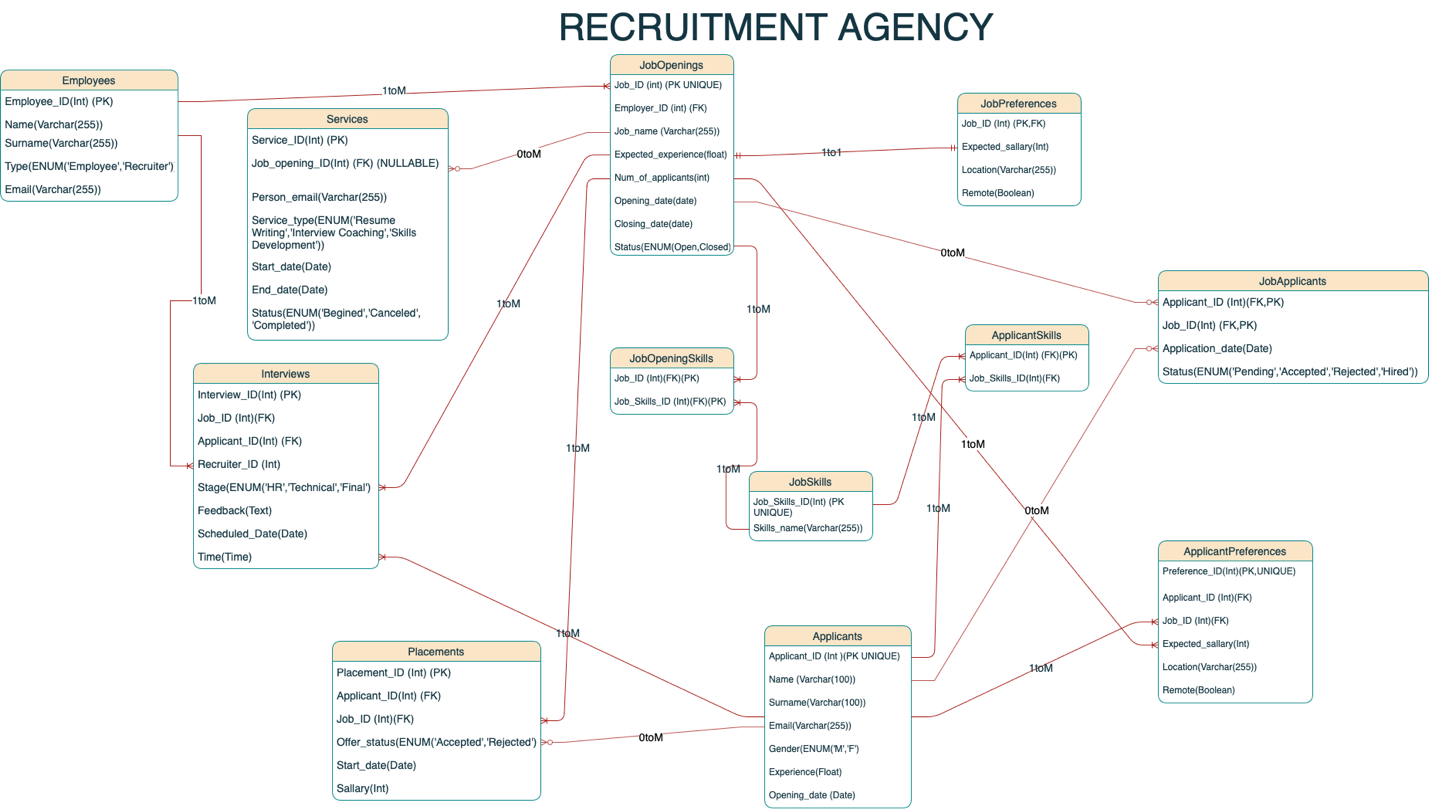 RECRUITMENT AGENCY
Employees
Employee_ID(Int) (PK)
Name(Varchar(255))
Surname(Varchar(255))
Type(ENUM('Employee','Recruiter')
Email(Varchar(255))
1toM
1toM
Services
Service_ID(Int) (PK)
Job_opening_ID(Int) (FK) (NULLABLE)
Person_email(Varchar(255))
Service_type(ENUM('Resume
Writing','Interview Coaching','Skills
Development'))
Start_date(Date)
End_date(Date)
Status(ENUM('Begined','Canceled',
'Completed'))
0toM
JobOpenings
Job_ID (int) (PK UNIQUE)
Employer_ID (int) (FK)
Job_name (Varchar(255))
Expected_experience(float)
Num_of_applicants(int)
Opening_date(date)
Closing_date(date)
Status(ENUM(Open,Closed)
1to1
JobPreferences
Job_ID (Int) (PK,FK)
Expected_sallary(Int)
Location(Varchar(255))
Remote(Boolean)
0toM
JobApplicants
Applicant_ID (Int)(FK,PK)
Job_ID(Int) (FK,PK)
Application_date(Date)
Status(ENUM('Pending','Accepted','Rejected','Hired'))
1toM
1toM
JobOpeningSkills
Job_ID (Int)(FK)(PK)
Job_Skills_ID (Int)(FK)(PK)
ApplicantSkills
Applicant_ID(Int) (FK)(PK)
Job_Skills_ID(Int)(FK)
Interviews
Interview_ID(Int) (PK)
Job_ID (Int)(FK)
Applicant_ID(Int) (FK)
Recruiter_ID (Int)
Stage(ENUM('HR','Technical','Final')
Feedback(Text)
Scheduled_Date(Date)
Time(Time)
1toM
1toM
1toM
1toM
JobSkills
Job_Skills_ID(Int) (PK
UNIQUE)
Skills_name(Varchar(255))
1toM
0toM
ApplicantPreferences
Preference_ID(Int)(PK,UNIQUE)
Applicant_ID (Int)(FK)
Job_ID (Int)(FK)
Expected_sallary(Int)
Location(Varchar(255))
Remote(Boolean)
1toM
Placements
Placement_ID (Int) (PK)
Applicant_ID(Int) (FK)
Job_ID (Int)(FK)
Offer_status(ENUM('Accepted','Rejected')
Start_date(Date)
Sallary(Int)
0toM
Applicants
Applicant_ID (Int )(PK UNIQUE)
Name (Varchar(100))
Surname(Varchar(100))
Email(Varchar(255))
Gender(ENUM('M','F')
Experience(Float)
Opening_date (Date)
1toM